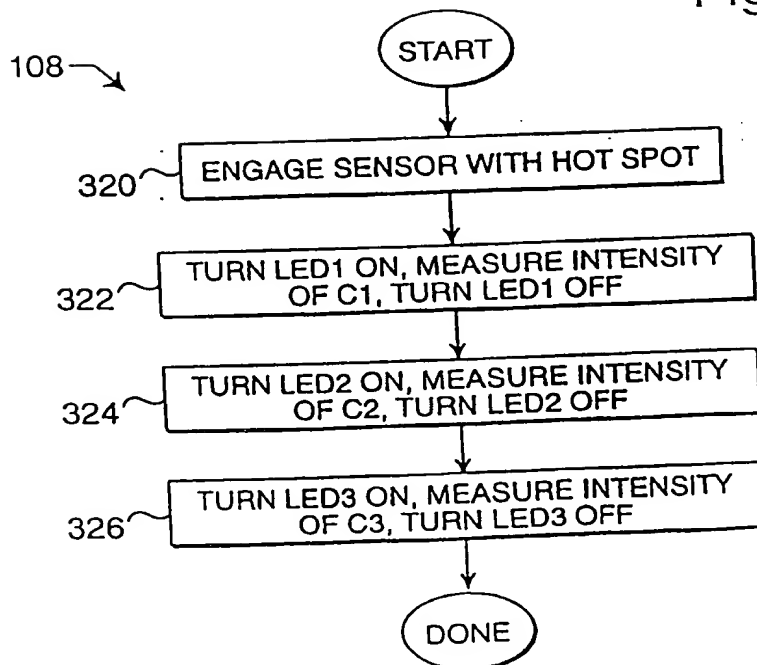 Fig
START
108
320
ENGAGE SENSOR WITH HOT SPOT
322
TURN LED1 ON, MEASURE INTENSITY
OF C1, TURN LED1 OFF
324
TURN LED2 ON, MEASURE INTENSITY
OF C2, TURN LED2 OFF
326
TURN LED3 ON, MEASURE INTENSITY
OF C3, TURN LED3 OFF
DONE